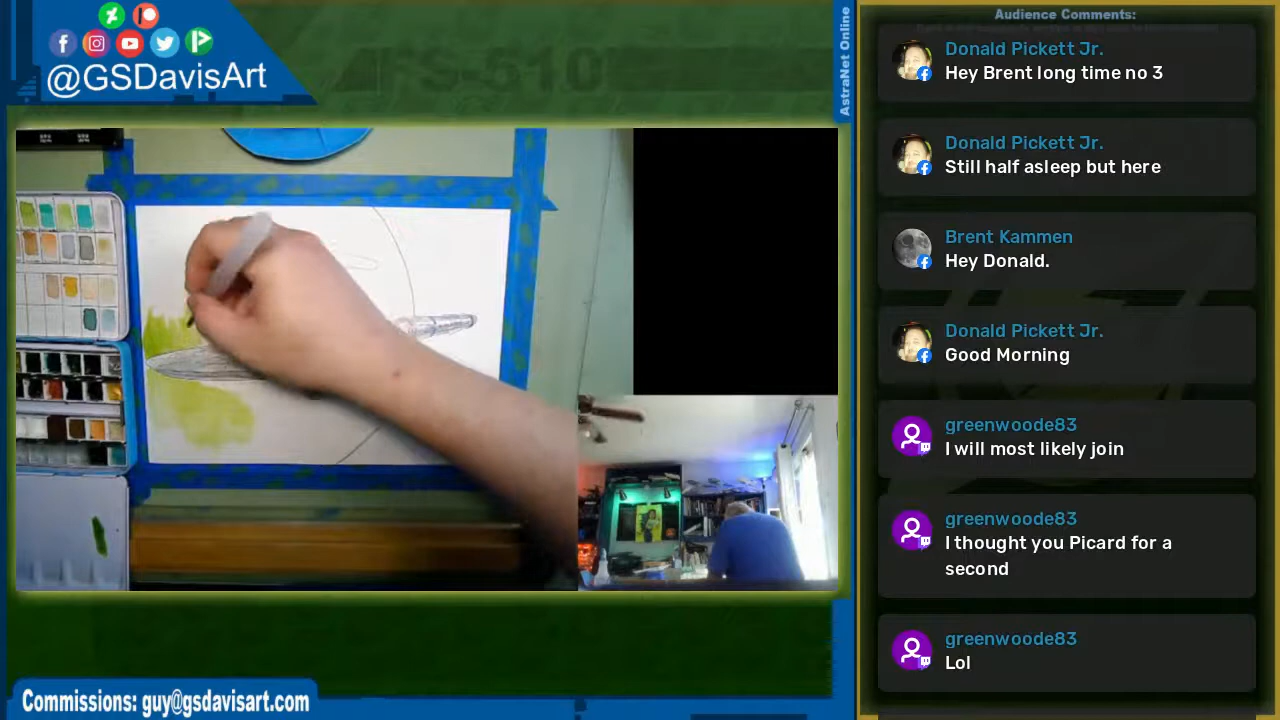 @GSDavisArt
AstraNet Online
Commissions: guy@gsdavisart.com
Audience Comments:
Donald Pickett Jr.
Hey Brent long time no 3
Donald Pickett Jr.
Still half asleep but here
Brent Kammen
Hey Donald.
Donald Pickett Jr.
Good Morning
greenwoode83
I will most likely join
greenwoode83
I thought you Picard for a
second
greenwoode83
Lol